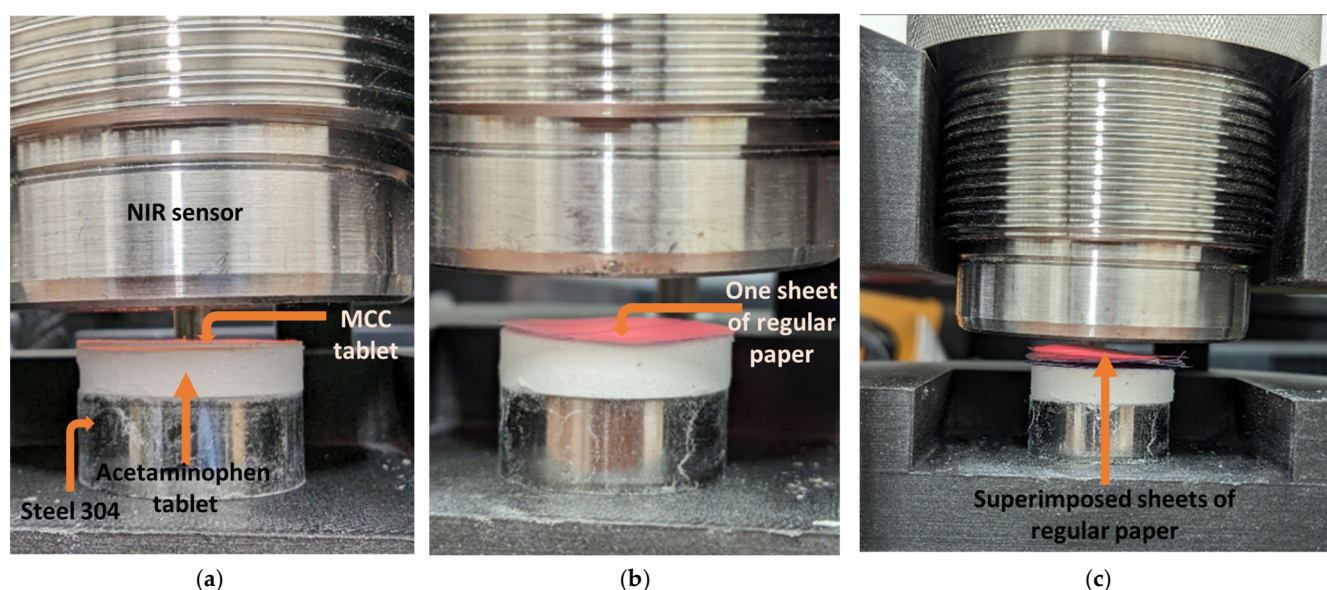 NIR sensor
MCC
tablet
Acetaminophen
tablet
Steel 304
One sheet
of regular
paper
Superimposed sheets of
regular paper
(a)
(b)
(c)